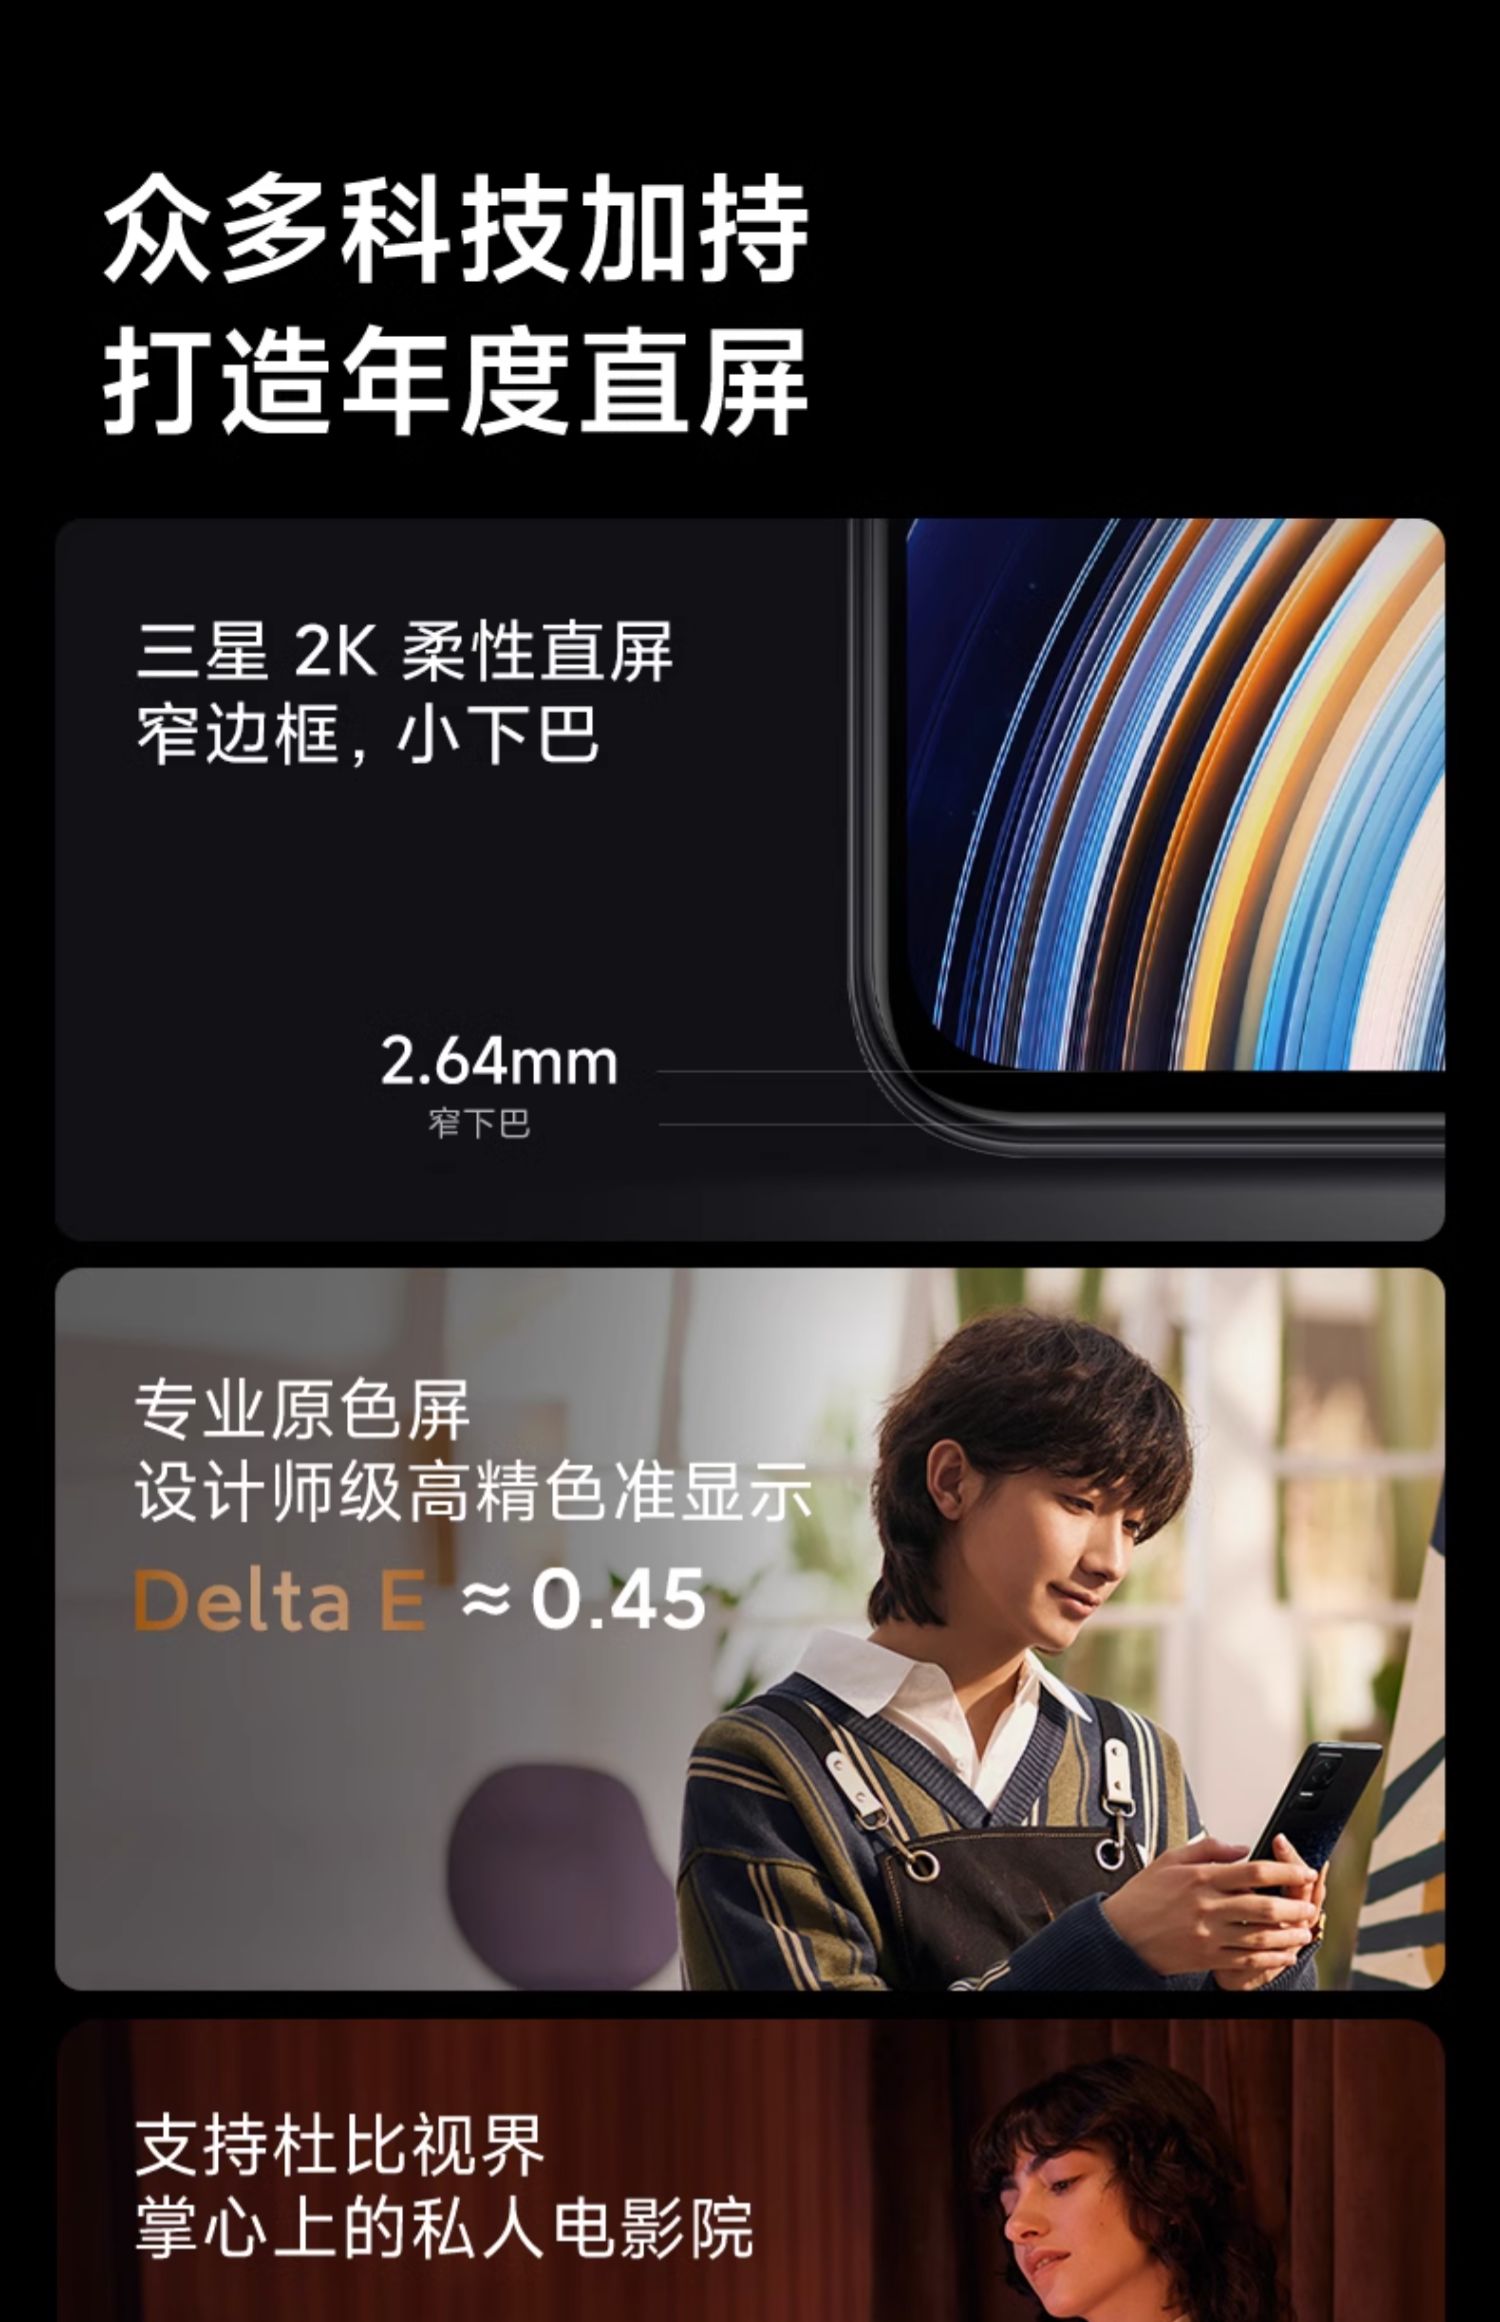 众多科技加持
打造年度直屏
三星 2K 柔性直屏
窄边框，小下巴
2.64mm
窄下巴
专业原色屏
设计师级高精色准显示
Delta E ≈ 0.45
支持杜比视界
掌心上的私人电影院